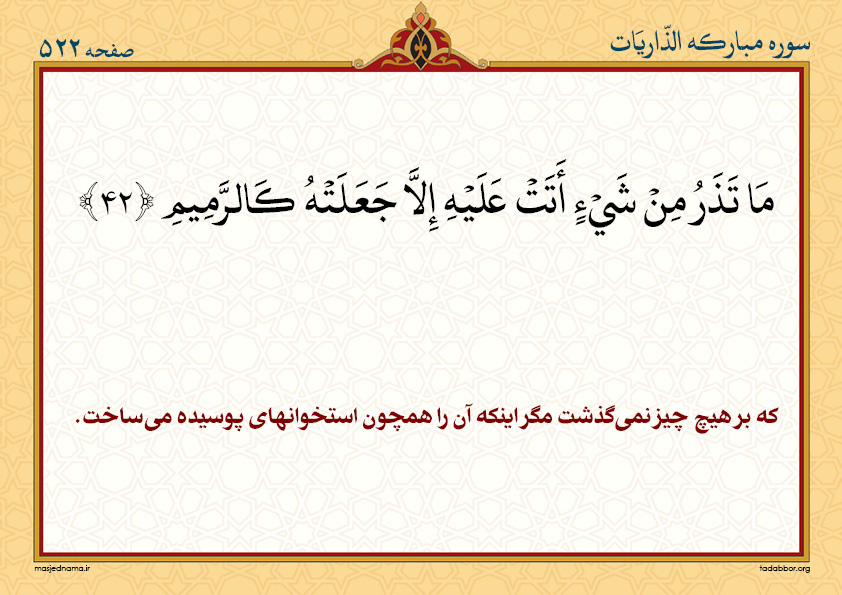 سوره مبارکه الذّاریَات
صفحه ۵۲۲
مَا تَذَرُ مِنْ شَيْءٍ أَتَتْ عَلَيْهِ إِلَّا جَعَلَتْهُ كَالرَّمِيمِ ﴿۴۲﴾
که بر هیچ چیز نمی‌گذشت مگر اینکه آن را همچون استخوانهای پوسیده می‌ساخت.
masjednama.ir
tadabbor.org